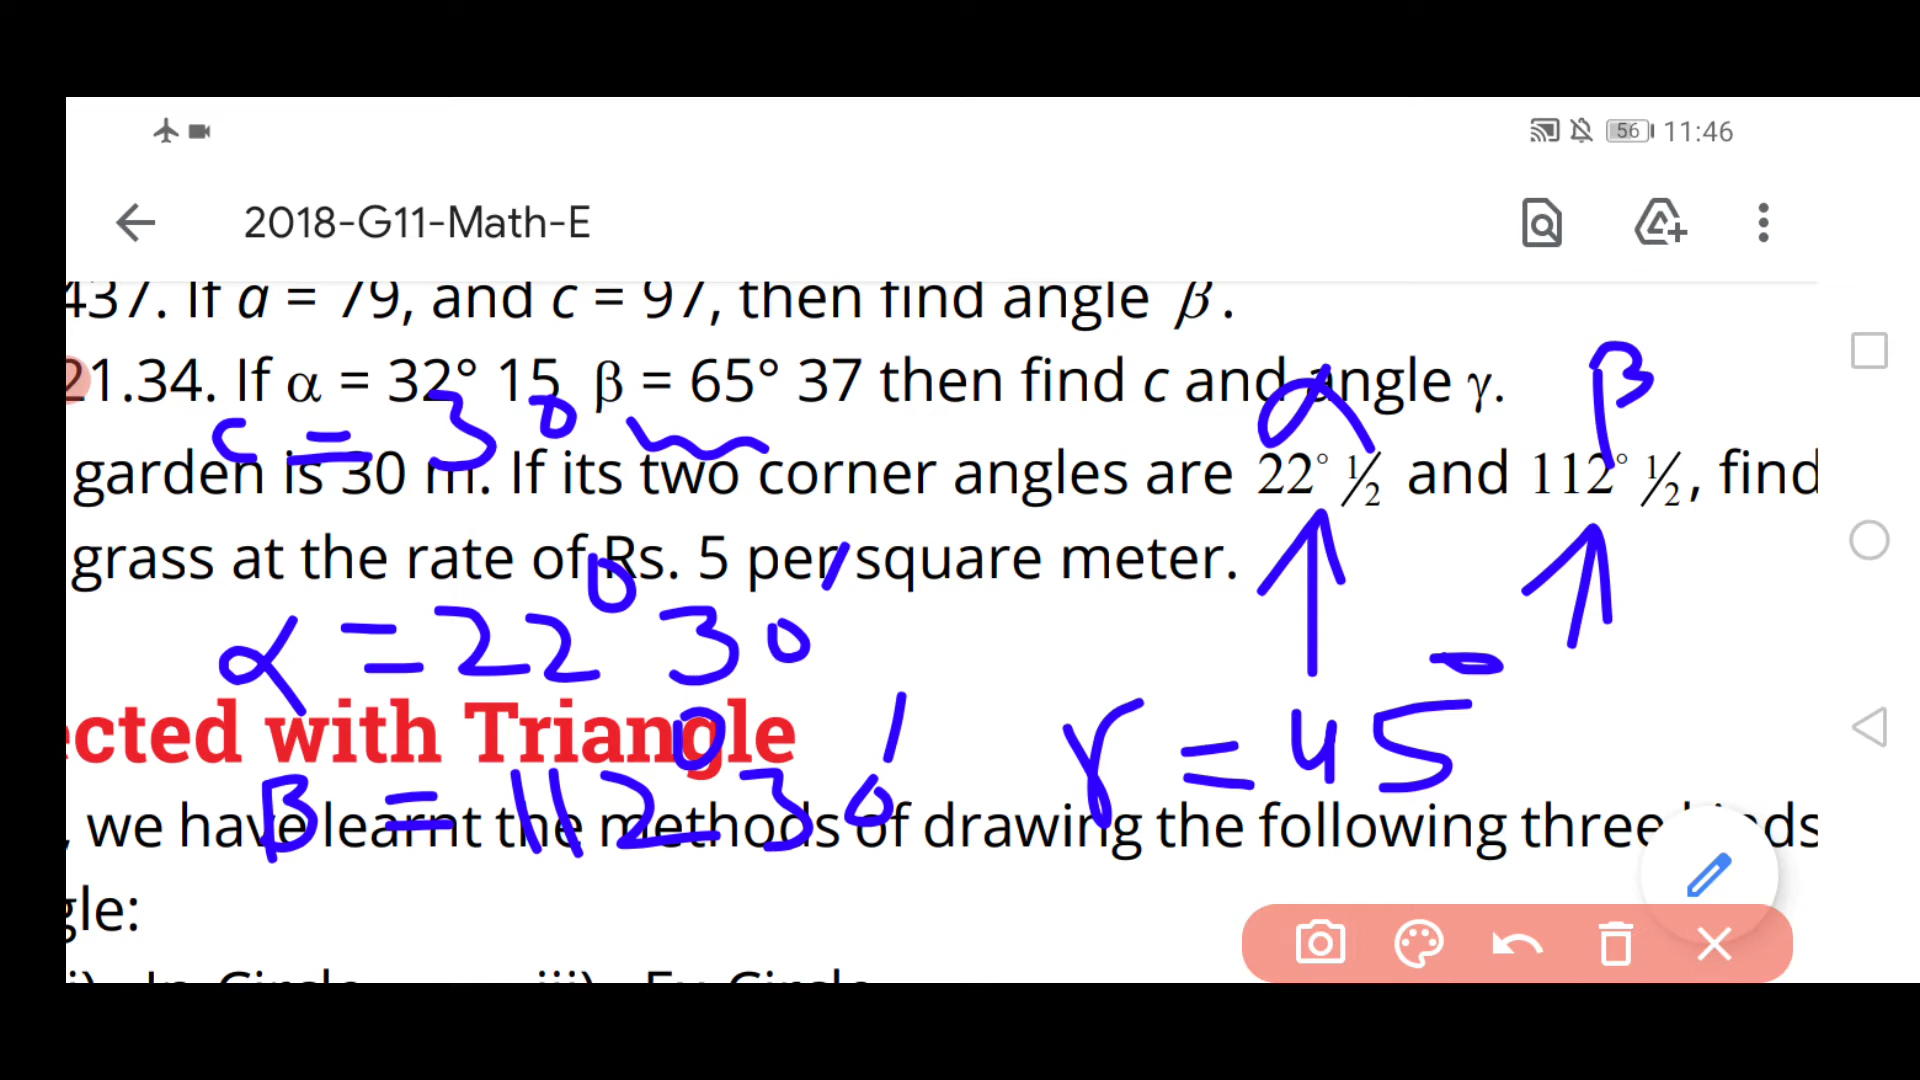 56 11:46
2018-G11-Math-E
437. If a = 79, and c = 97, then find angle β.
21.34. If α = 32° 15, β = 65° 37 then find c and angle γ.
α β
c = 30
garden is 30 m. If its two corner angles are 22° ½ and 112° ½, find
grass at the rate of Rs. 5 per square meter.
α = 22° 30'
ected with Triangle
β = 112° 30' γ = 45°
, we have learnt the methods of drawing the following three kinds
gle: